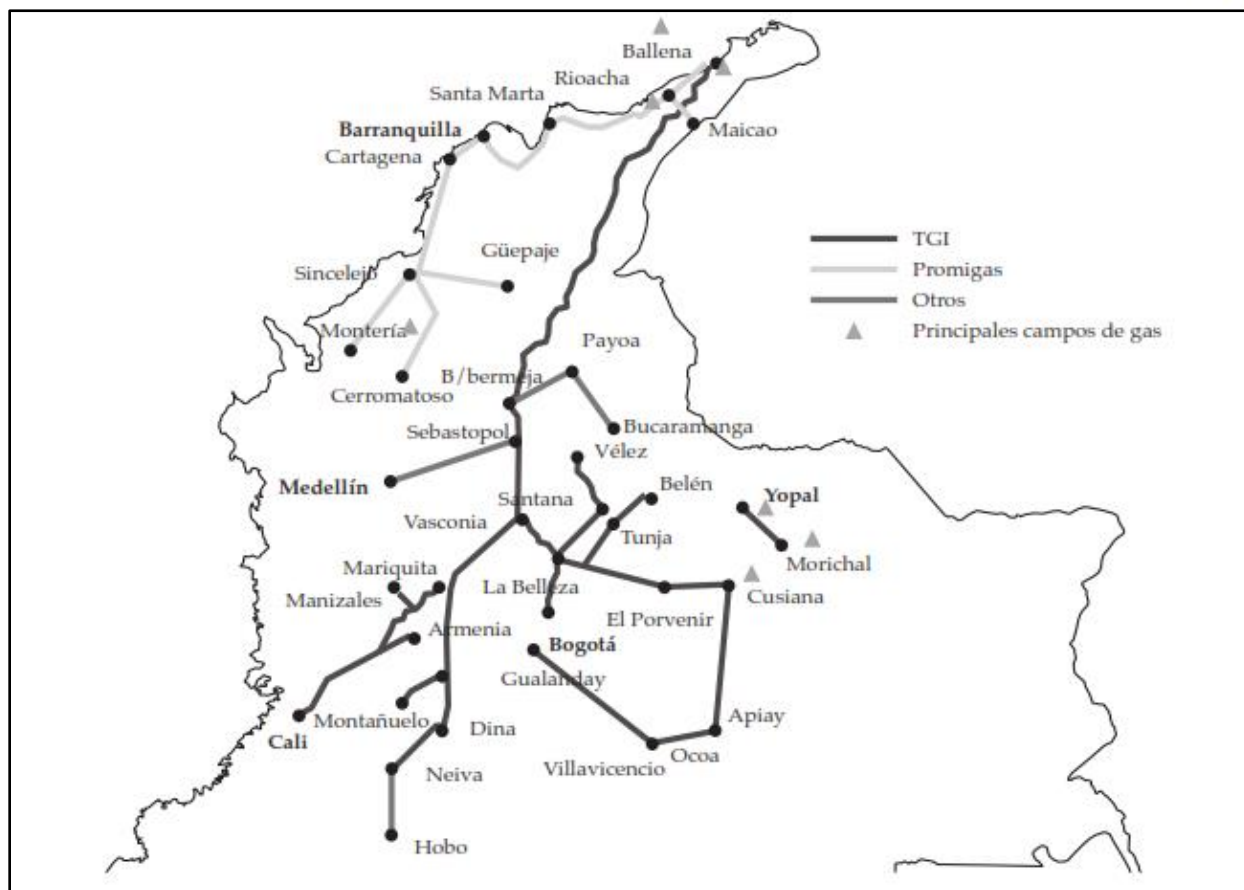 Ballena
Rioacha
Santa Marta
Maicao
Barranquilla
Cartagena
TGI
Promigas
Otros
Principales campos de gas
Güepaje
Sincelejo
Montería
Payoa
B/bermeja
Cerromatoso
Bucaramanga
Sebastopol
Vélez
Medellín
Belén
Yopal
Santana
Vasconia
Tunja
Morichal
Mariquita
La Belleza
Cusiana
Manizales
El Porvenir
Armenia
Bogotá
Gualanday
Montañuelo
Dina
Apiay
Cali
Ocoa
Villavicencio
Neiva
Hobo